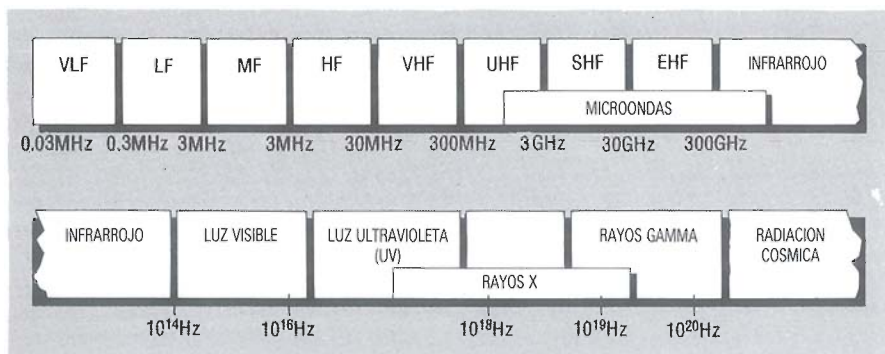 VLF LF MF HF VHF UHF SHF EHF INFRARROJO
MICROONDAS
0.03MHz 0.3MHz 3MHz 3MHz 30MHz 300MHz 3GHz 30GHz 300GHz
INFRARROJO LUZ VISIBLE LUZ ULTRAVIOLETA RAYOS GAMMA RADIACION
(UV) COSMICA
RAYOS X
10¹⁴Hz 10¹⁶Hz 10¹⁸Hz 10¹⁹Hz 10²⁰Hz